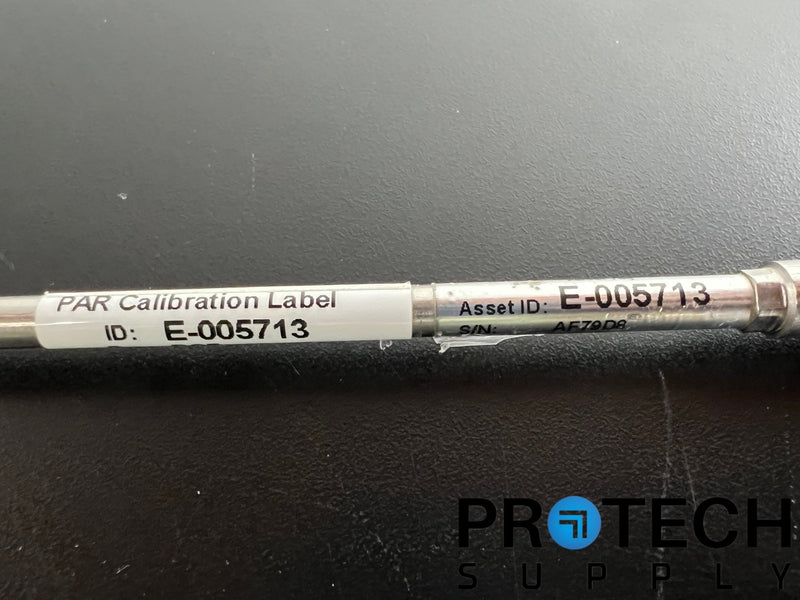 PAR Calibration Label
ID: E-005713
Asset ID: E-005713
S/N: AF79D8
PROTECH
SUPPLY